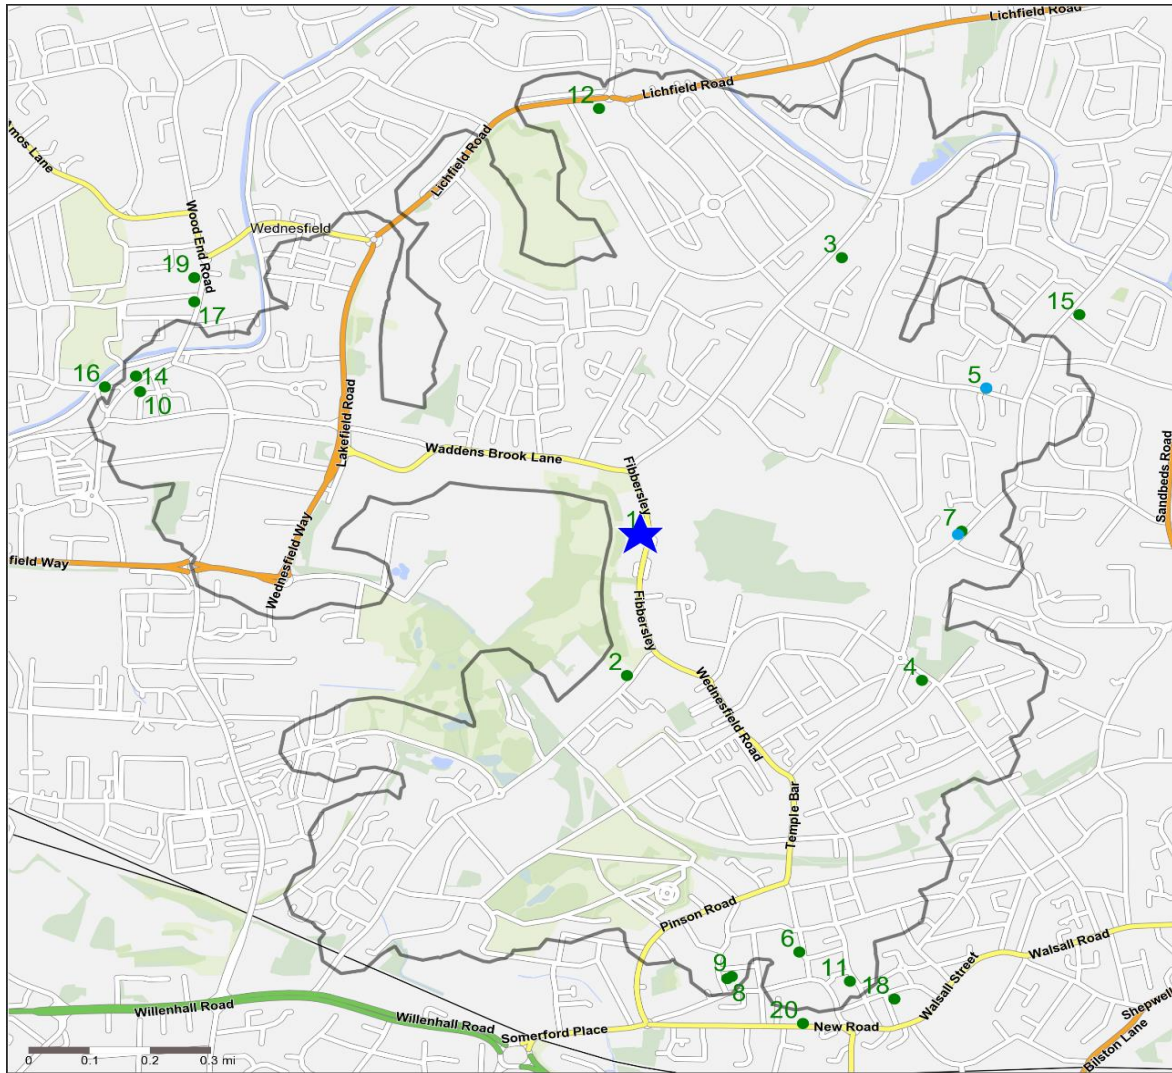 Lichfield Road
Lichfield Road
12
Lichfield Road
Amos Lane
Wood End Road
Wednesfield
3
19
17
15
16
14
10
5
Lakefield Road
Sandbeds Road
Waddens Brook Lane
Fibbersley
1
7
field Way
Wednesfield Way
Fibbersley
2
4
Wednesfield Road
Temple Bar
Pinson Road
6
Walsall Road
9
8
11
18
Walsall Street
Willenhall Road
Willenhall Road
20
New Road
Somerford Place
Shepwell
Bilston Lane
0 0.1 0.2 0.3 mi